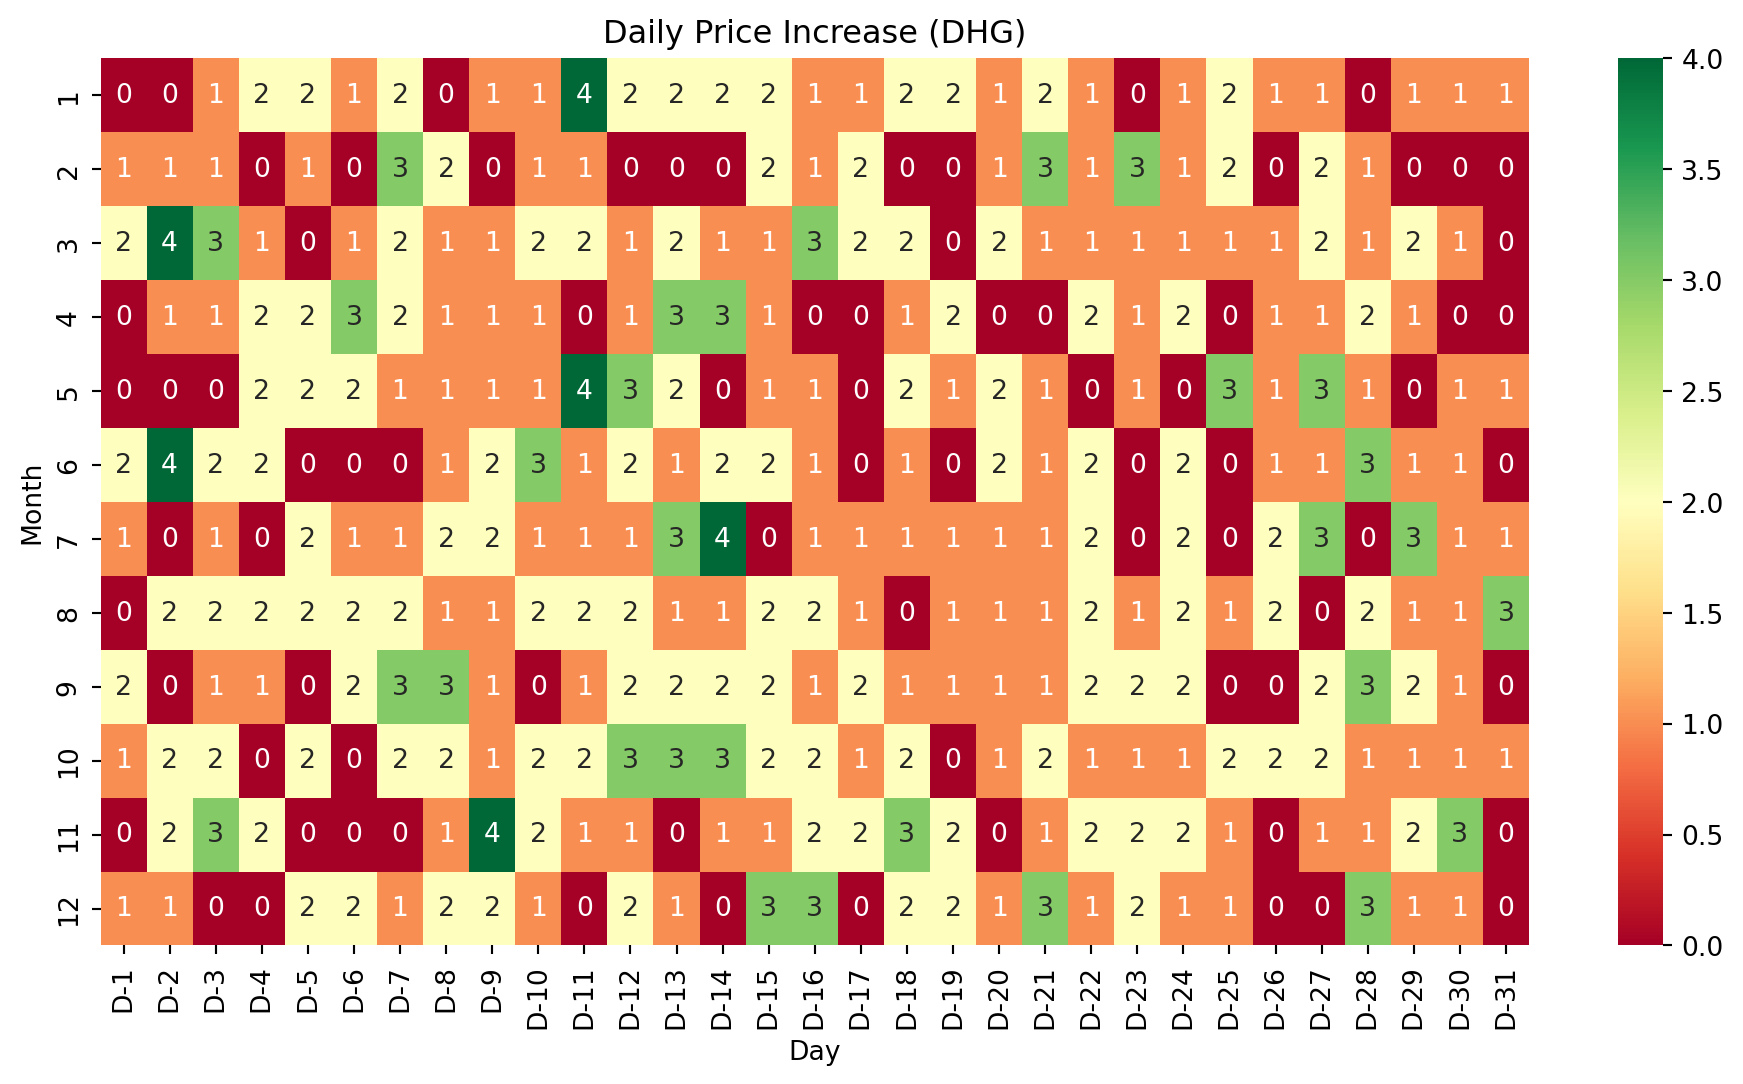 Daily Price Increase (DHG)
1 0 0 1 2 2 1 2 0 1 1 4 2 2 2 2 1 1 2 2 1 2 1 0 1 2 1 1 0 1 1 1
2 1 1 1 0 1 0 3 2 0 1 1 0 0 0 2 1 2 0 0 1 3 1 3 1 2 0 2 1 0 0 0
3 2 4 3 1 0 1 2 1 1 2 2 1 2 1 1 3 2 2 0 2 1 1 1 1 1 1 2 1 2 1 0
4 0 1 1 2 2 3 2 1 1 1 0 1 3 3 1 0 0 1 2 0 0 2 1 2 0 1 1 2 1 0 0
5 0 0 0 2 2 2 1 1 1 1 4 3 2 0 1 1 0 2 1 2 1 0 1 0 3 1 3 1 0 1 1
6 2 4 2 2 0 0 0 1 2 3 1 2 1 2 2 1 0 1 0 2 1 2 0 2 0 1 1 3 1 1 0
7 1 0 1 0 2 1 1 2 2 1 1 1 3 4 0 1 1 1 1 1 1 2 0 2 0 2 3 0 3 1 1
8 0 2 2 2 2 2 2 1 1 2 2 2 1 1 2 2 1 0 1 1 1 2 1 2 1 2 0 2 1 1 3
9 2 0 1 1 0 2 3 3 1 0 1 2 2 2 2 1 2 1 1 1 1 2 2 2 0 0 2 3 2 1 0
10 1 2 2 0 2 0 2 2 1 2 2 3 3 3 2 2 1 2 0 1 2 1 1 1 2 2 2 1 1 1 1
11 0 2 3 2 0 0 0 1 4 2 1 1 0 1 1 2 2 3 2 0 1 2 2 2 1 0 1 1 2 3 0
12 1 1 0 0 2 2 1 2 2 1 0 2 1 0 3 3 0 2 2 1 3 1 2 1 1 0 0 3 1 1 0
D-1 D-2 D-3 D-4 D-5 D-6 D-7 D-8 D-9 D-10 D-11 D-12 D-13 D-14 D-15 D-16 D-17 D-18 D-19 D-20 D-21 D-22 D-23 D-24 D-25 D-26 D-27 D-28 D-29 D-30 D-31
Day
Month
4.0
3.5
3.0
2.5
2.0
1.5
1.0
0.5
0.0